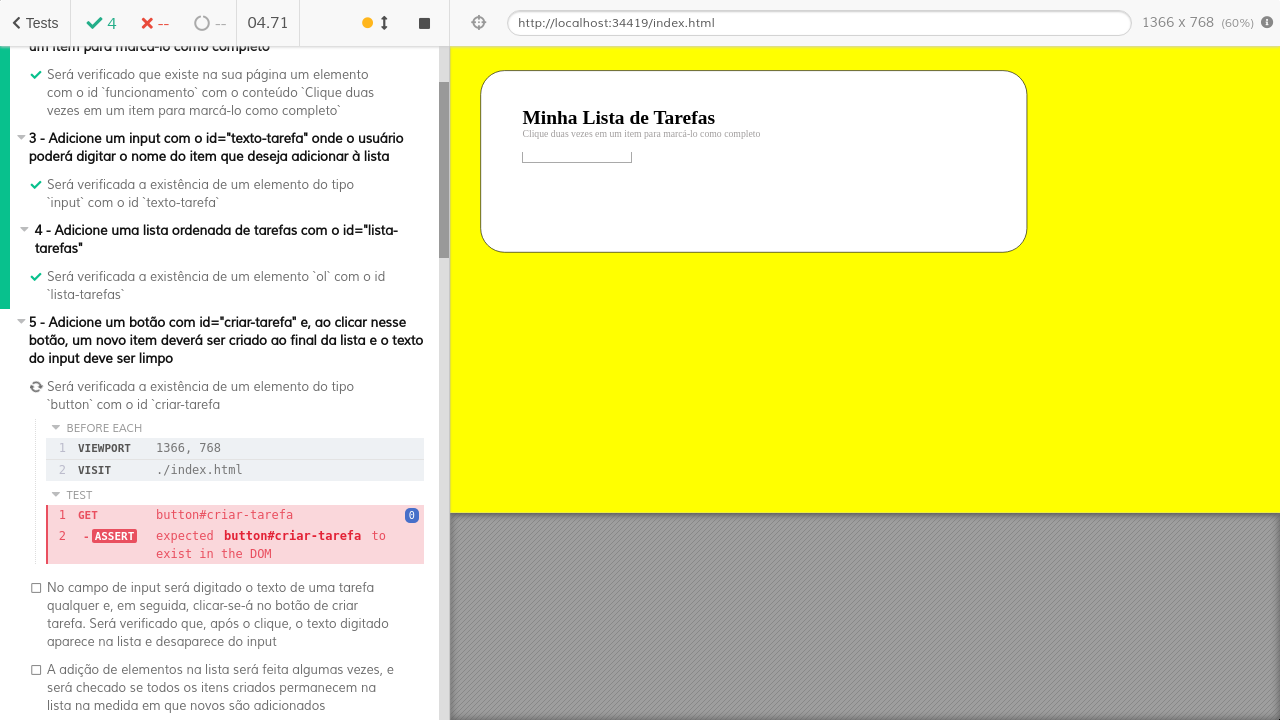 Tests
4
--
--
04.71
http://localhost:34419/index.html
1366 x 768 (60%)
um item para marcá-lo como completo
Será verificado que existe na sua página um elemento
com o id `funcionamento` com o conteúdo `Clique duas
vezes em um item para marcá-lo como completo`
3 - Adicione um input com o id="texto-tarefa" onde o usuário
poderá digitar o nome do item que deseja adicionar à lista
Será verificada a existência de um elemento do tipo
`input` com o id `texto-tarefa`
4 - Adicione uma lista ordenada de tarefas com o id="lista-
tarefas"
Será verificada a existência de um elemento `ol` com o id
`lista-tarefas`
5 - Adicione um botão com id="criar-tarefa" e, ao clicar nesse
botão, um novo item deverá ser criado ao final da lista e o texto
do input deve ser limpo
Será verificada a existência de um elemento do tipo
`button` com o id `criar-tarefa
BEFORE EACH
1 VIEWPORT 1366, 768
2 VISIT ./index.html
TEST
1 GET button#criar-tarefa 0
2 -ASSERT expected button#criar-tarefa to
exist in the DOM
No campo de input será digitado o texto de uma tarefa
qualquer e, em seguida, clicar-se-á no botão de criar
tarefa. Será verificado que, após o clique, o texto digitado
aparece na lista e desaparece do input
A adição de elementos na lista será feita algumas vezes, e
será checado se todos os itens criados permanecem na
lista na medida em que novos são adicionados
Minha Lista de Tarefas
Clique duas vezes em um item para marcá-lo como completo